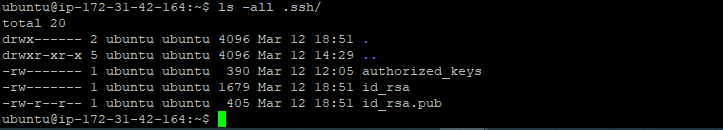 ubuntu@ip-172-31-42-164:~$ ls -all .ssh/
total 20
drwx------ 2 ubuntu ubuntu 4096 Mar 12 18:51 .
drwxr-xr-x 5 ubuntu ubuntu 4096 Mar 12 14:29 ..
-rw------- 1 ubuntu ubuntu  390 Mar 12 12:05 authorized_keys
-rw------- 1 ubuntu ubuntu 1679 Mar 12 18:51 id_rsa
-rw-r--r-- 1 ubuntu ubuntu  405 Mar 12 18:51 id_rsa.pub
ubuntu@ip-172-31-42-164:~$